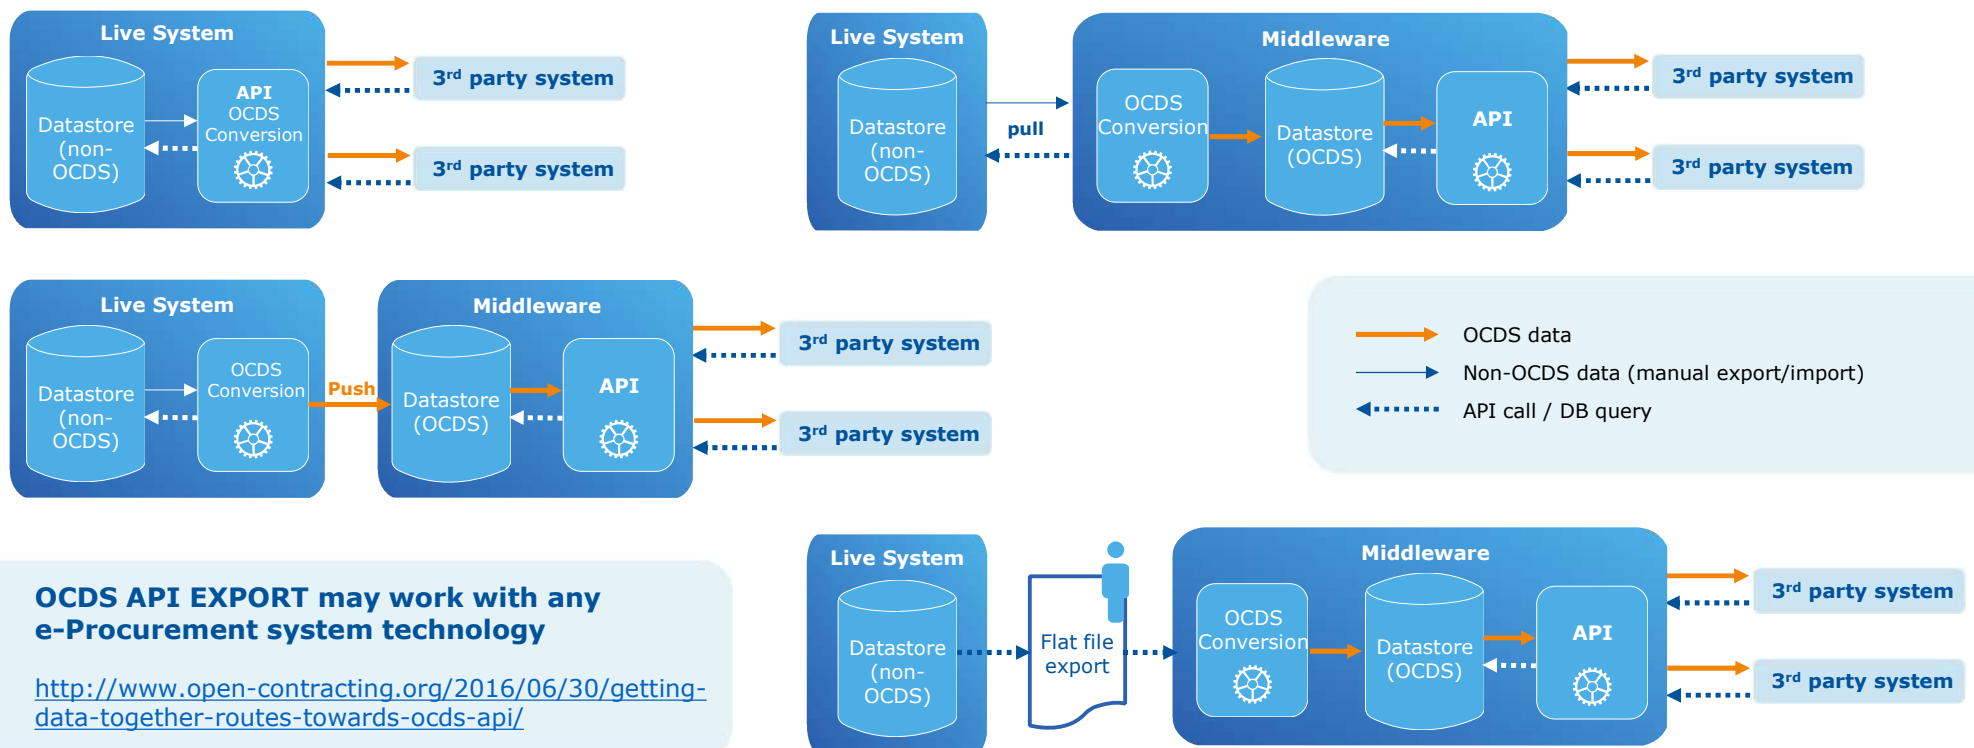 Live System
Datastore
(non-
OCDS)
API
OCDS
Conversion
3rd party system
3rd party system
Live System
Datastore
(non-
OCDS)
pull
Middleware
OCDS
Conversion
Datastore
(OCDS)
API
3rd party system
3rd party system
Live System
Datastore
(non-
OCDS)
OCDS
Conversion
Push
Middleware
Datastore
(OCDS)
API
3rd party system
3rd party system
OCDS data
Non-OCDS data (manual export/import)
API call / DB query
OCDS API EXPORT may work with any
e-Procurement system technology
http://www.open-contracting.org/2016/06/30/getting-
data-together-routes-towards-ocds-api/
Live System
Datastore
(non-
OCDS)
Flat file
export
Middleware
OCDS
Conversion
Datastore
(OCDS)
API
3rd party system
3rd party system